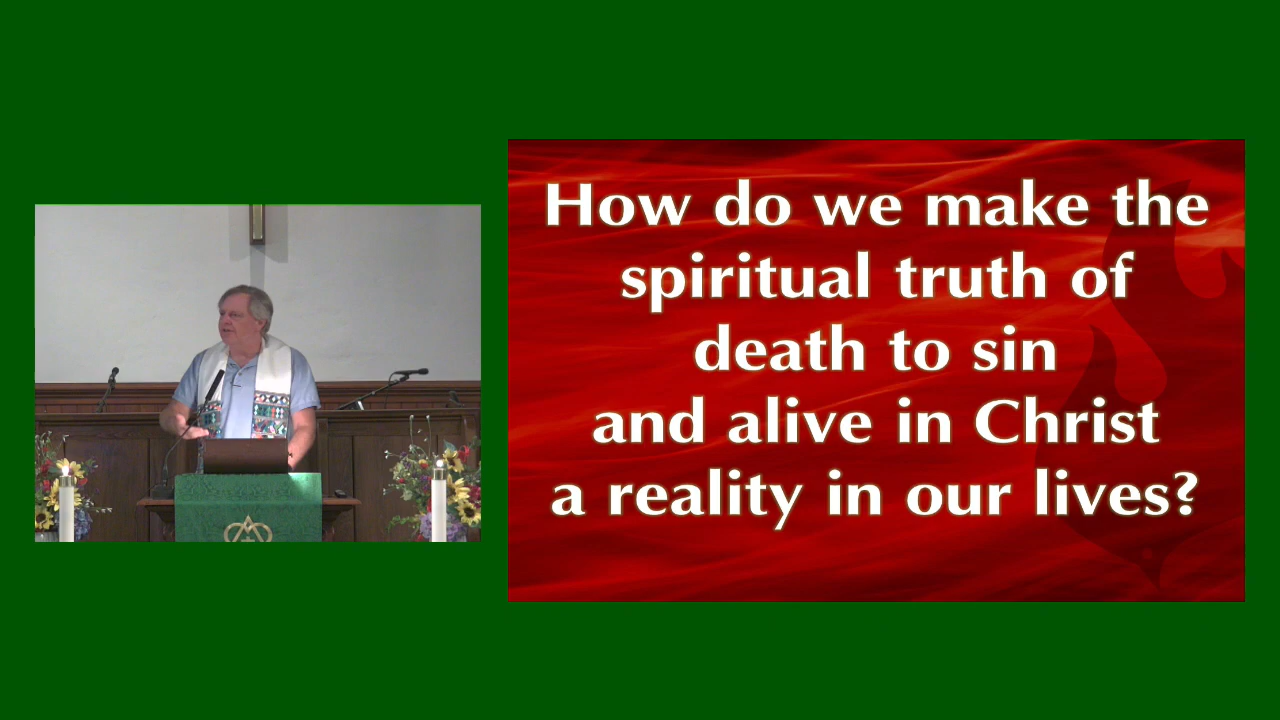 How do we make the
spiritual truth of
death to sin
and alive in Christ
a reality in our lives?